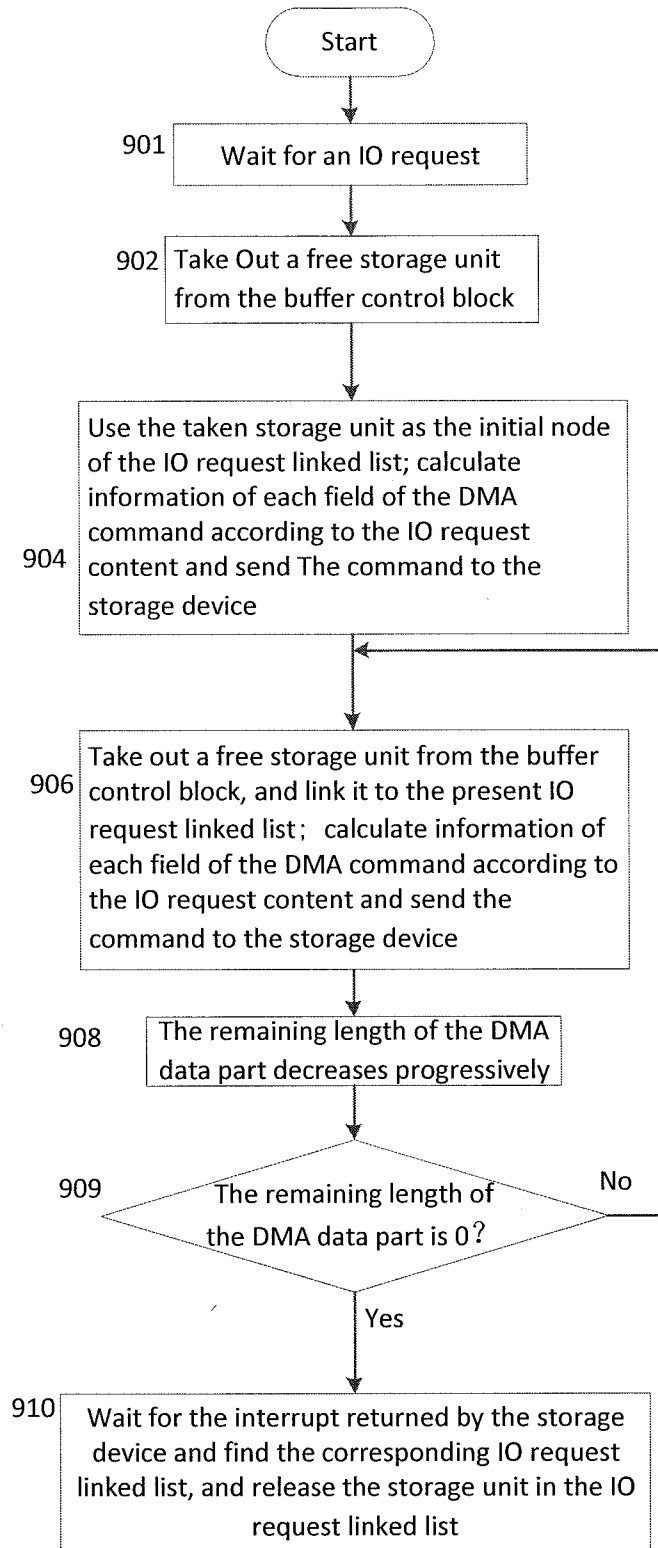 Start
901
Wait for an IO request
902
Take Out a free storage unit
from the buffer control block
Use the taken storage unit as the initial node
of the IO request linked list; calculate
information of each field of the DMA
command according to the IO request
904
content and send The command to the
storage device
Take out a free storage unit from the buffer
906
control block, and link it to the present IO
request linked list； calculate information of
each field of the DMA command according to
the IO request content and send the
command to the storage device
908
The remaining length of the DMA
data part decreases progressively
909
The remaining length of
the DMA data part is 0？
No
Yes
910
Wait for the interrupt returned by the storage
device and find the corresponding IO request
linked list, and release the storage unit in the IO
request linked list